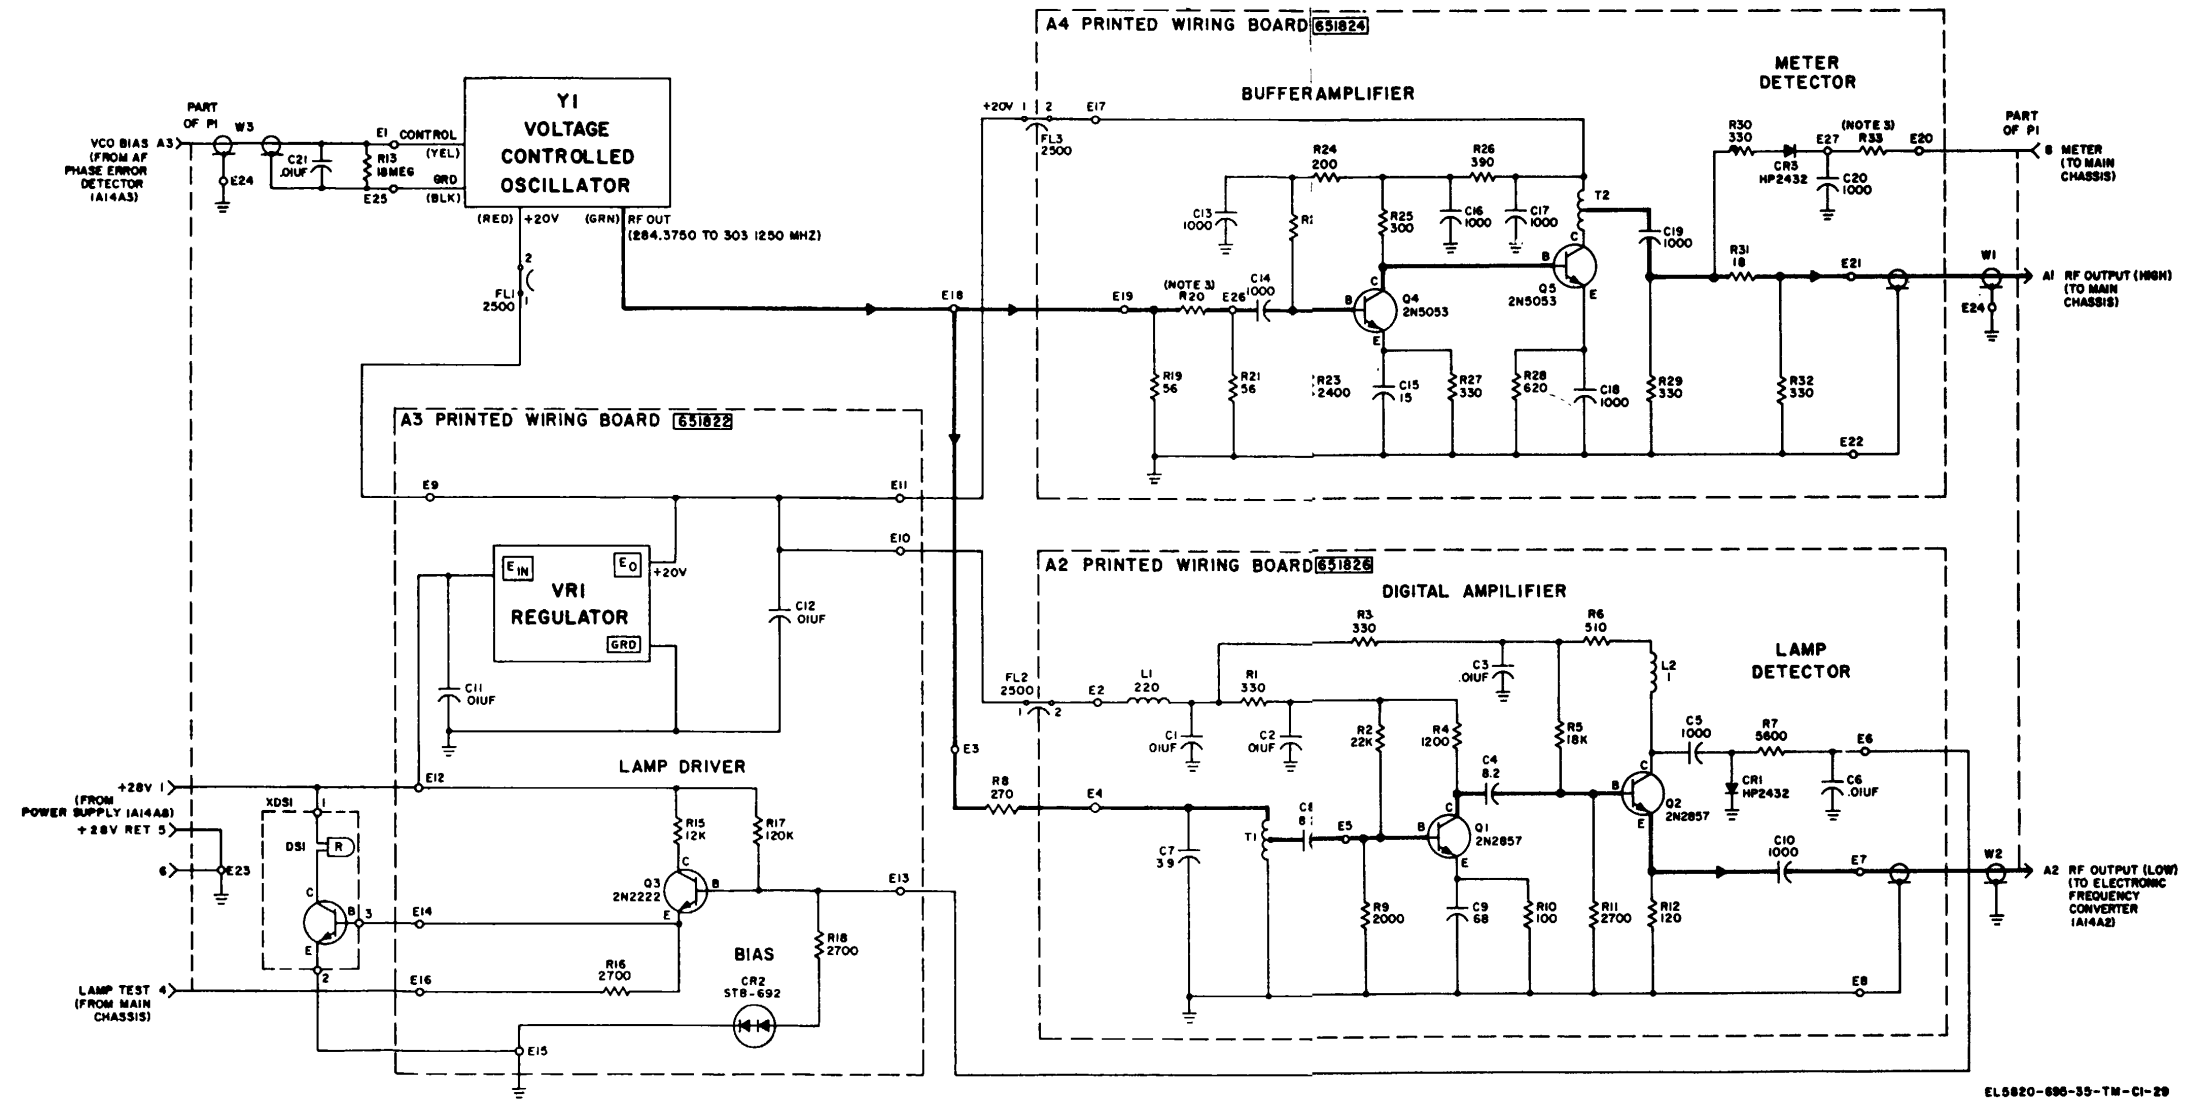 A4 PRINTED WIRING BOARD 651824
METER
DETECTOR
BUFFERAMPLIFIER
+20V 1
2
E17
FL3
2500
PART
OF P1
W3
VCO BIAS A3
(FROM AF
PHASE ERROR
DETECTOR
1A14A3)
E24
C21
.01UF
R13
18MEG
E1
CONTROL
(YEL)
GRD
(BLK)
E25
Y1
VOLTAGE
CONTROLLED
OSCILLATOR
(RED)
+20V
(GRN)
RF OUT
(284.3750 TO 303 1250 MHZ)
2
FL1
2500
1
E18
E19
(NOTE 3)
R20
E26
C14
1000
C13
1000
R24
200
R25
300
R26
390
C16
1000
C17
1000
T2
B
C
E
Q4
2N5053
B
C
E
Q5
2N5053
C19
1000
R30
330
CR3
HP2432
E27
C20
1000
(NOTE 3)
R33
E20
PART
OF P1
8 METER
(TO MAIN
CHASSIS)
R31
18
E21
W1
A1 RF OUTPUT (HIGH)
(TO MAIN
CHASSIS)
E24
R19
56
R21
56
R23
2400
C15
15
R27
330
R28
620
C18
1000
R29
330
R32
330
E22
A3 PRINTED WIRING BOARD 651822
E9
E11
E10
E IN
E O
+20V
VR1
REGULATOR
GRD
C11
01UF
C12
01UF
A2 PRINTED WIRING BOARD 651826
DIGITAL AMPILIFIER
LAMP
DETECTOR
FL2
2500
1
2
E2
L1
220
R1
330
R3
330
R6
510
C1
01UF
C2
01UF
C3
.01UF
L2
1
R2
22K
R4
1200
R5
18K
C4
8.2
C5
1000
R7
5600
E6
CR1
HP2432
C6
.01UF
E3
R8
270
E4
C7
39
T1
E5
B
C
E
Q1
2N2857
B
C
E
Q2
2N2857
R9
2000
C9
68
R10
100
R11
2700
R12
120
C10
1000
E7
W2
A2 RF OUTPUT (LOW)
(TO ELECTRONIC
FREQUENCY
CONVERTER
1A14A2)
E8
+28V 1
(FROM
POWER SUPPLY 1A14A8)
+28V RET 5
6
E23
XDS1
1
DS1
R
C
B
E
3
2
E12
LAMP DRIVER
R15
12K
R17
120K
C
B
E
Q3
2N2222
E13
E14
E16
R16
2700
R18
2700
BIAS
CR2
STB-692
E15
LAMP TEST 4
(FROM MAIN
CHASSIS)
EL5820-695-35-TM-C1-29